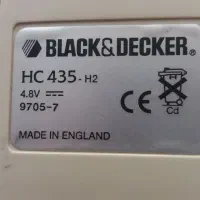 BLACK&DECKER®
HC 435-H2
4.8V
9705-7
CE
Cd
MADE IN ENGLAND